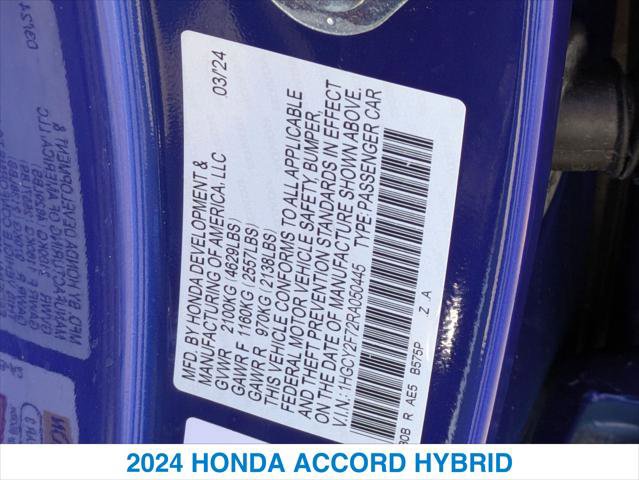 MFD. BY HONDA DEVELOPMENT & 03/'24
MANUFACTURING OF AMERICA, LLC
GVWR 2100KG (4629LBS)
GAWR F 1160KG (2557LBS)
GAWR R 970KG (2138LBS)
THIS VEHICLE CONFORMS TO ALL APPLICABLE
FEDERAL MOTOR VEHICLE SAFETY, BUMPER,
AND THEFT PREVENTION STANDARDS IN EFFECT
ON THE DATE OF MANUFACTURE SHOWN ABOVE.
V.I.N.: 1HGCY2F72RA050445 TYPE: PASSENGER CAR
30B R AE5 B575P Z .A
2024 HONDA ACCORD HYBRID